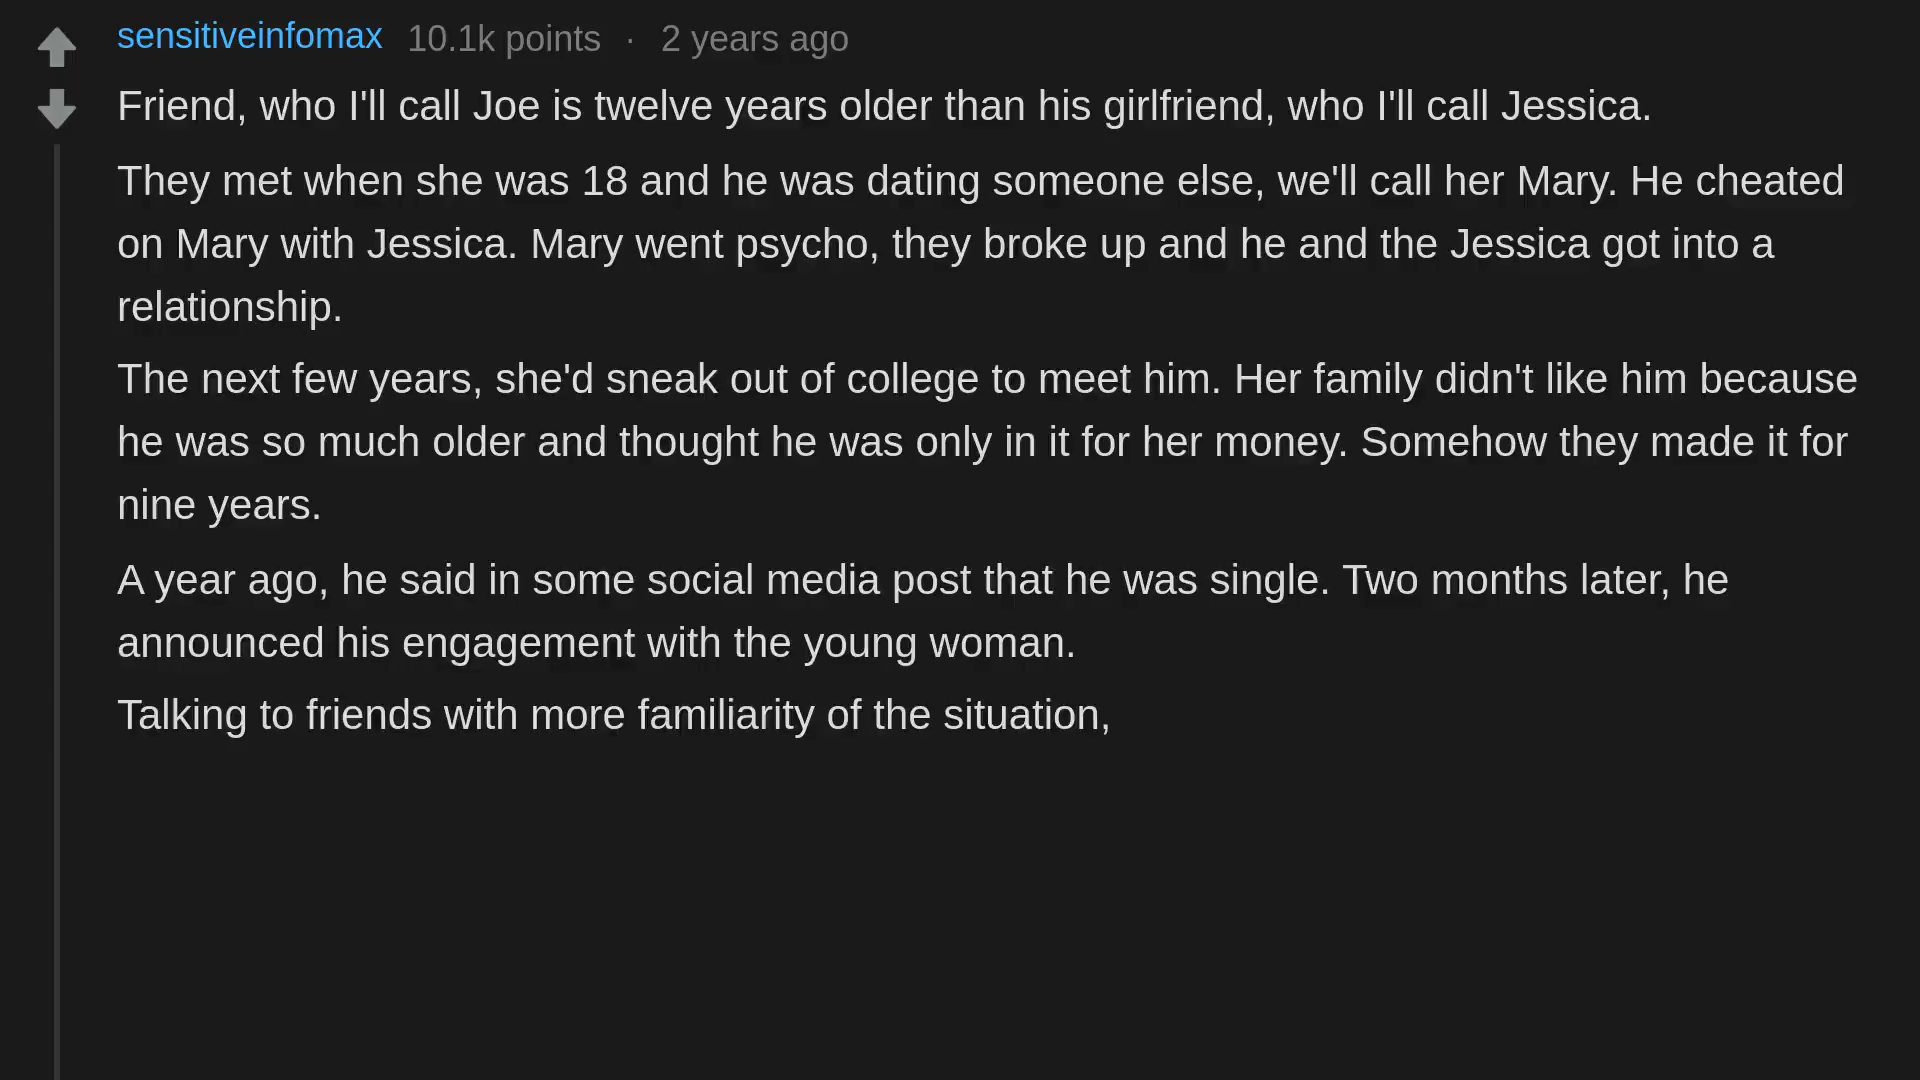 sensitiveinfomax 10.1k points · 2 years ago
Friend, who I'll call Joe is twelve years older than his girlfriend, who I'll call Jessica.
They met when she was 18 and he was dating someone else, we'll call her Mary. He cheated
on Mary with Jessica. Mary went psycho, they broke up and he and the Jessica got into a
relationship.
The next few years, she'd sneak out of college to meet him. Her family didn't like him because
he was so much older and thought he was only in it for her money. Somehow they made it for
nine years.
A year ago, he said in some social media post that he was single. Two months later, he
announced his engagement with the young woman.
Talking to friends with more familiarity of the situation,